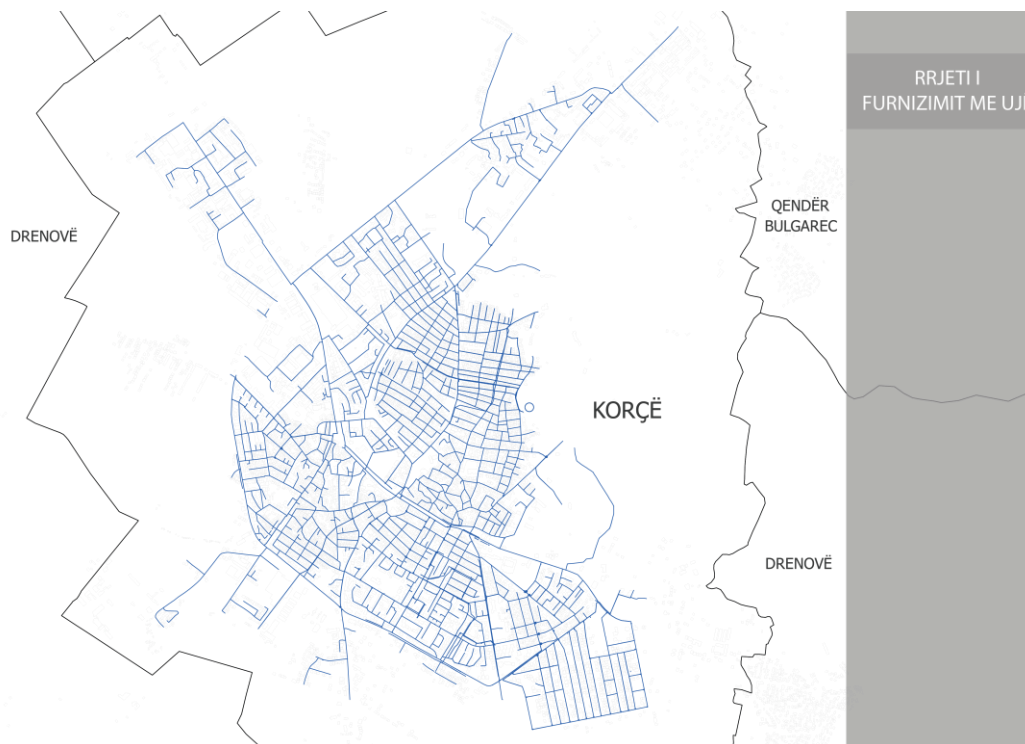 RRJETI I
FURNIZIMIT ME UJ
DRENOVË
QENDËR
BULGAREC
KORÇË
DRENOVË